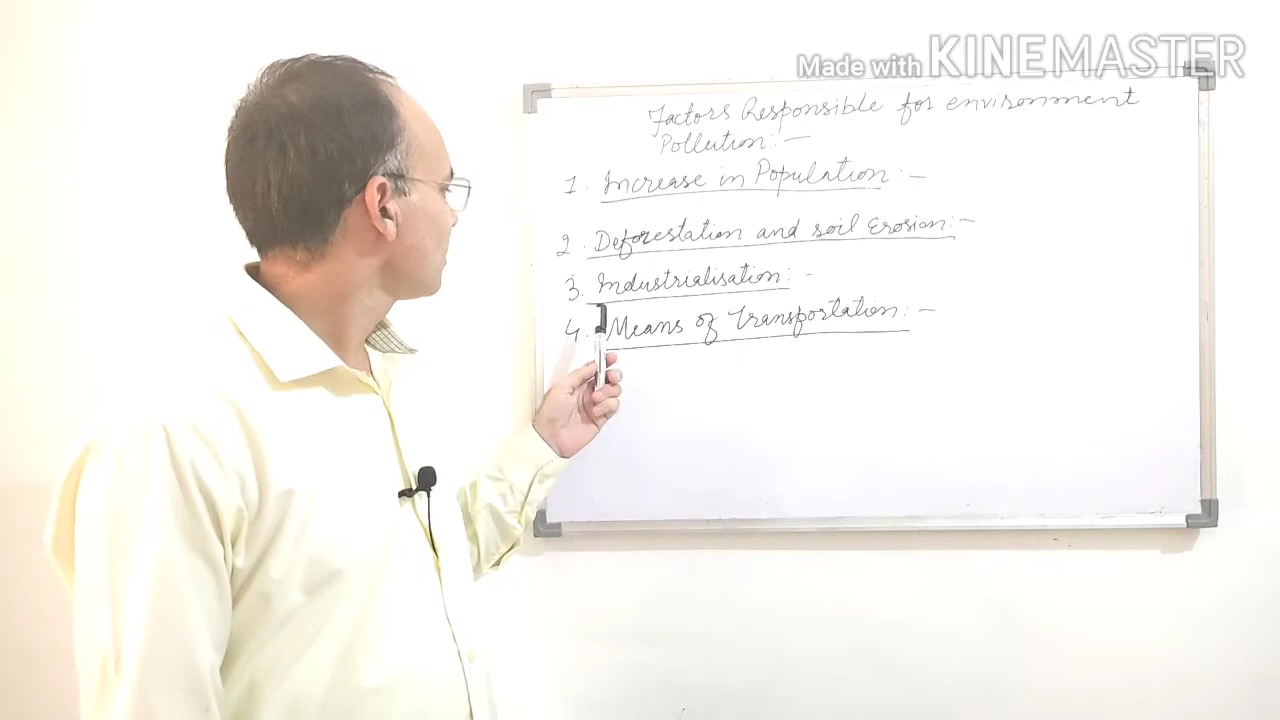 Made with KINEMASTER
Factors Responsible for environment
Pollution:-
1. Increase in Population:-
2. Deforestation and soil Erosion:-
3. Industrialisation:-
4. Means of Transportation:-